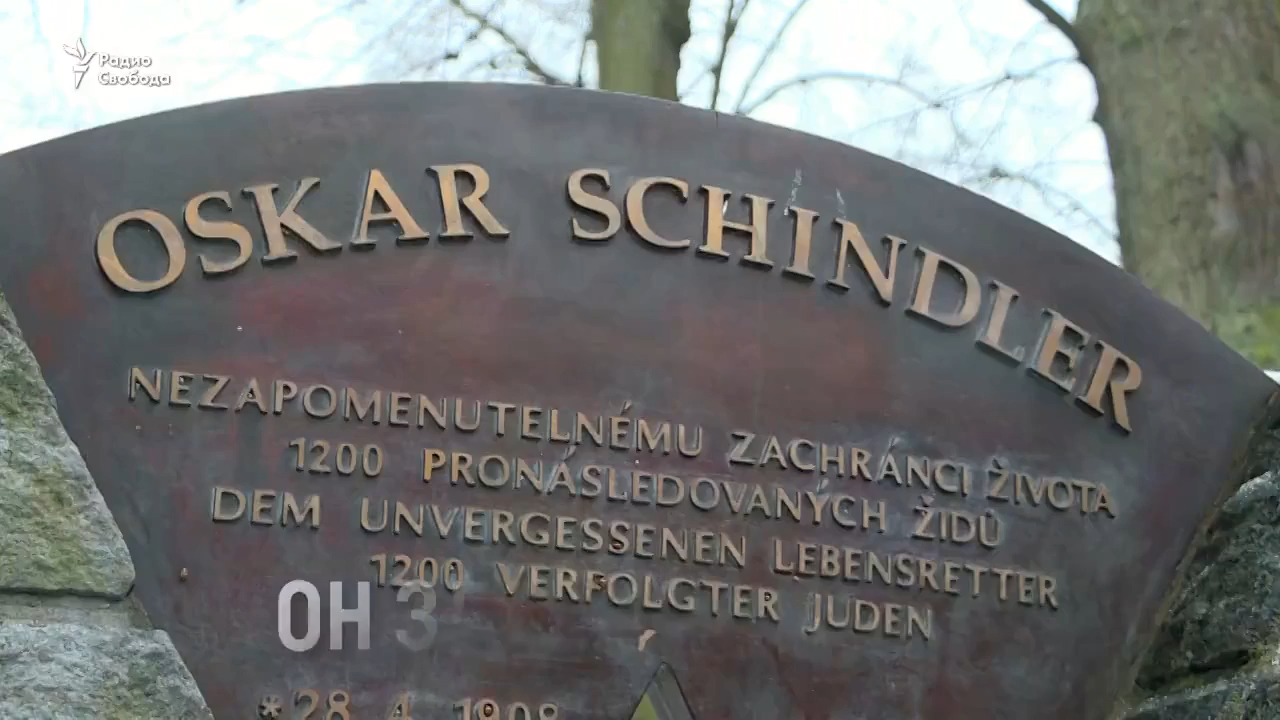 Радио
Свобода
OSKAR SCHINDLER
NEZAPOMENUTELNÉMU ZACHRÁNCI ŽIVOTA
1200 PRONÁSLEDOVANÝCH ŽIDŮ
DEM UNVERGESSENEN LEBENSRETTER
1200 VERFOLGTER JUDEN
ОН З
*28. 4. 1908